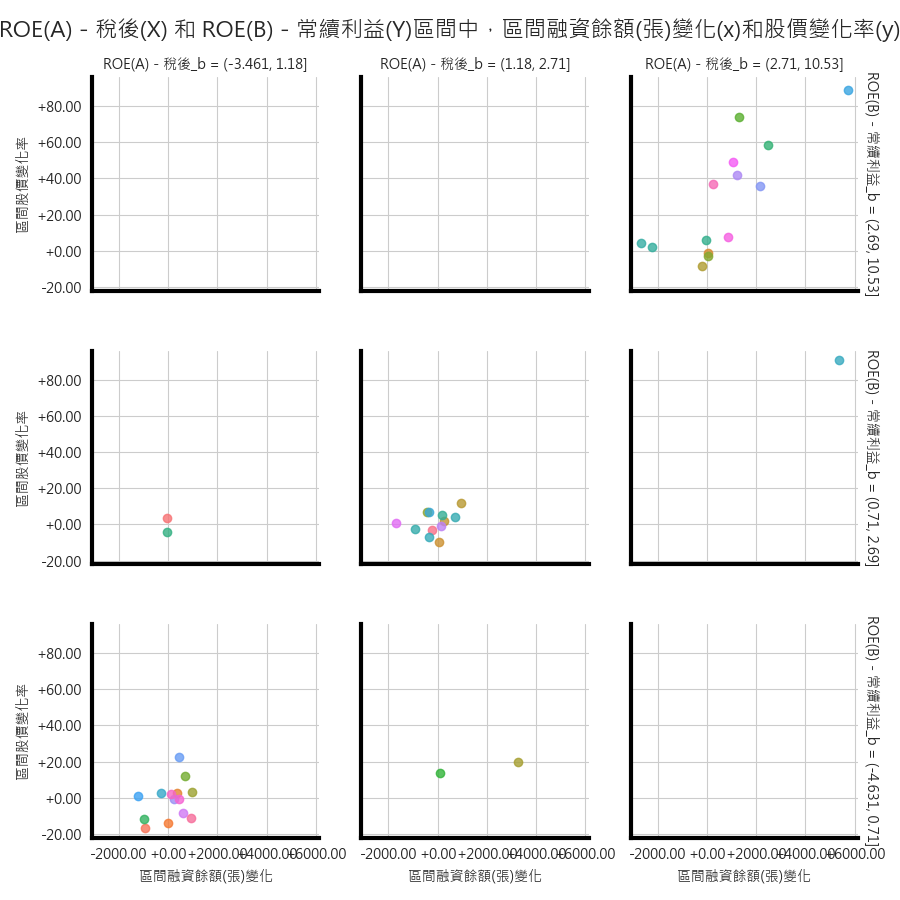 ROE(A) - 稅後(X) 和 ROE(B) - 常續利益(Y)區間中，區間融資餘額(張)變化(x)和股價變化率(y)
ROE(A) - 稅後_b = (-3.461, 1.18]
ROE(A) - 稅後_b = (1.18, 2.71]
ROE(A) - 稅後_b = (2.71, 10.53]
+80.00
+60.00
+40.00
+20.00
+0.00
-20.00
區間股價變化率
ROE(B) - 常續利益_b = (2.69, 10.53]
+80.00
+60.00
+40.00
+20.00
+0.00
-20.00
區間股價變化率
ROE(B) - 常續利益_b = (0.71, 2.69]
+80.00
+60.00
+40.00
+20.00
+0.00
-20.00
區間股價變化率
ROE(B) - 常續利益_b = (-4.631, 0.71]
-2000.00 +0.00 +2000.00 +4000.00 +6000.00
-2000.00 +0.00 +2000.00 +4000.00 +6000.00
-2000.00 +0.00 +2000.00 +4000.00 +6000.00
區間融資餘額(張)變化
區間融資餘額(張)變化
區間融資餘額(張)變化